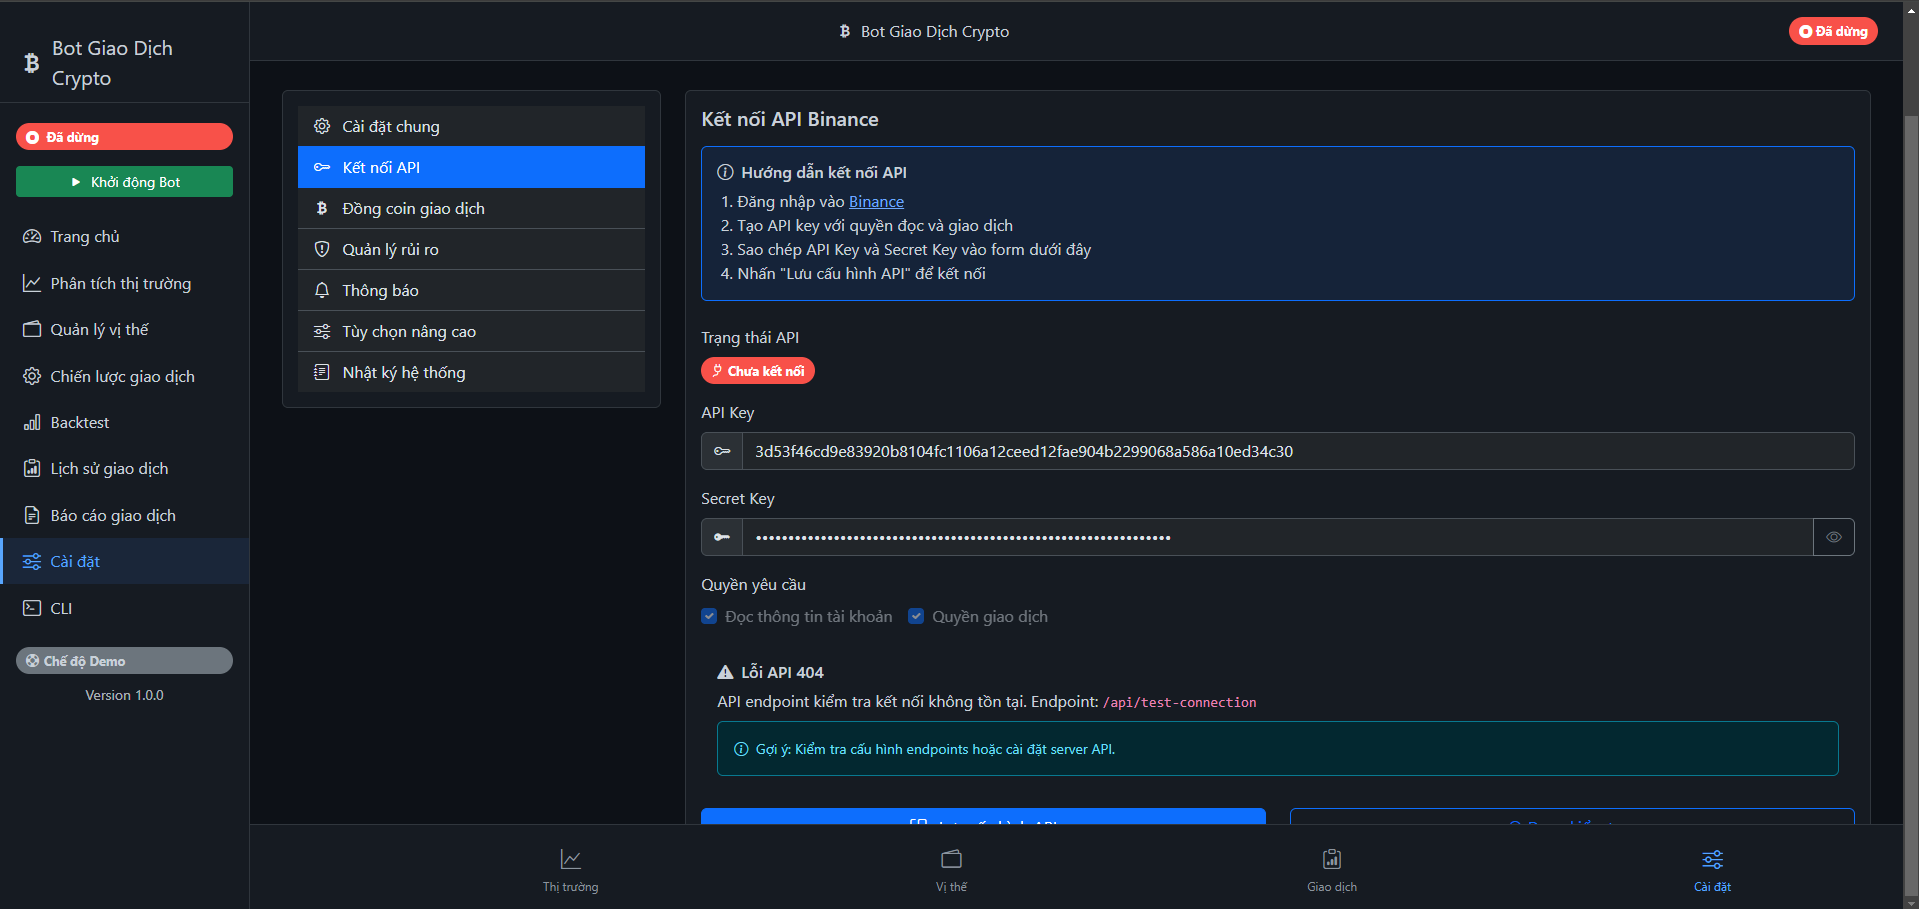 Bot Giao Dịch
Crypto
Đã dừng
Khởi động Bot
Trang chủ
Phân tích thị trường
Quản lý vị thế
Chiến lược giao dịch
Backtest
Lịch sử giao dịch
Báo cáo giao dịch
Cài đặt
CLI
Chế độ Demo
Version 1.0.0
Bot Giao Dịch Crypto
Đã dừng
Cài đặt chung
Kết nối API
Đồng coin giao dịch
Quản lý rủi ro
Thông báo
Tùy chọn nâng cao
Nhật ký hệ thống
Kết nối API Binance
Hướng dẫn kết nối API
1. Đăng nhập vào Binance
2. Tạo API key với quyền đọc và giao dịch
3. Sao chép API Key và Secret Key vào form dưới đây
4. Nhấn "Lưu cấu hình API" để kết nối
Trạng thái API
Chưa kết nối
API Key
3d53f46cd9e83920b8104fc1106a12ceed12fae904b2299068a586a10ed34c30
Secret Key
Quyền yêu cầu
Đọc thông tin tài khoản Quyền giao dịch
Lỗi API 404
API endpoint kiểm tra kết nối không tồn tại. Endpoint: /api/test-connection
Gợi ý: Kiểm tra cấu hình endpoints hoặc cài đặt server API.
Thị trường
Vị thế
Giao dịch
Cài đặt